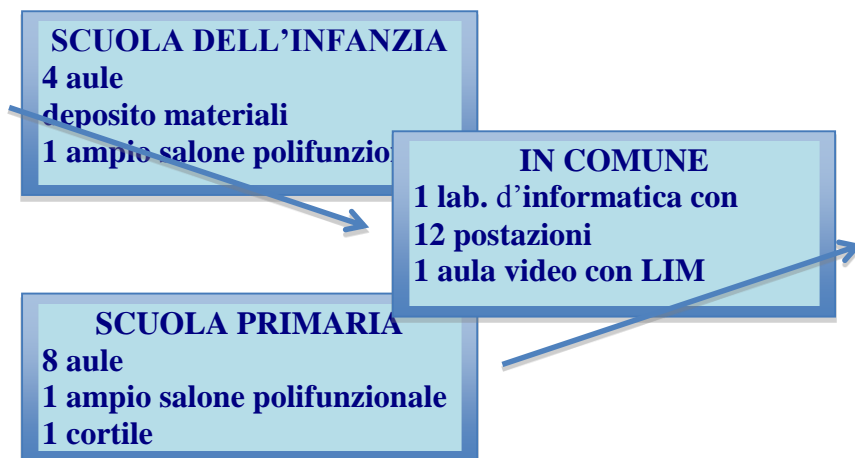 SCUOLA DELL’INFANZIA
4 aule
deposito materiali
1 ampio salone polifunzio
IN COMUNE
1 lab. d’informatica con
12 postazioni
1 aula video con LIM
SCUOLA PRIMARIA
8 aule
1 ampio salone polifunzionale
1 cortile